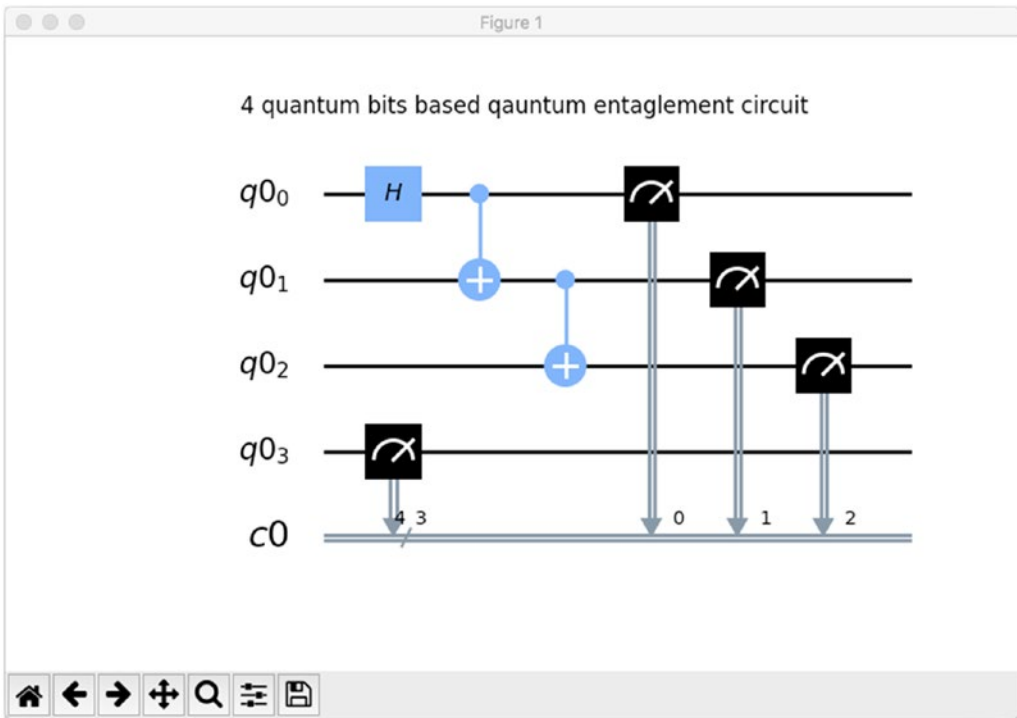 Figure 1
4 quantum bits based qauntum entaglement circuit
q0₀ H
q0₁
q0₂
q0₃
c0 4 3 0 1 2